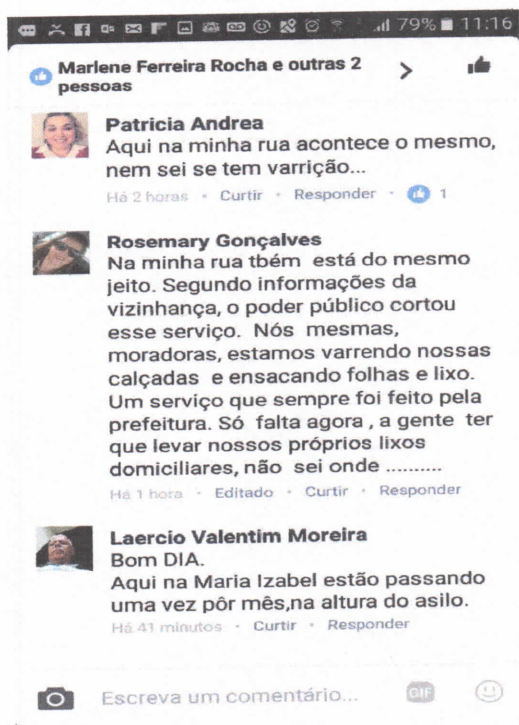 79% 11:16
Marlene Ferreira Rocha e outras 2
pessoas
Patricia Andrea
Aqui na minha rua acontece o mesmo,
nem sei se tem varrição...
Há 2 horas • Curtir • Responder • 1
Rosemary Gonçalves
Na minha rua tbém está do mesmo
jeito. Segundo informações da
vizinhança, o poder público cortou
esse serviço. Nós mesmas,
moradoras, estamos varrendo nossas
calçadas e ensacando folhas e lixo.
Um serviço que sempre foi feito pela
prefeitura. Só falta agora , a gente ter
que levar nossos próprios lixos
domiciliares, não sei onde ..........
Há 1 hora • Editado • Curtir • Responder
Laercio Valentim Moreira
Bom DIA.
Aqui na Maria Izabel estão passando
uma vez pôr mês,na altura do asilo.
Há 41 minutos • Curtir • Responder
Escreva um comentário... GIF